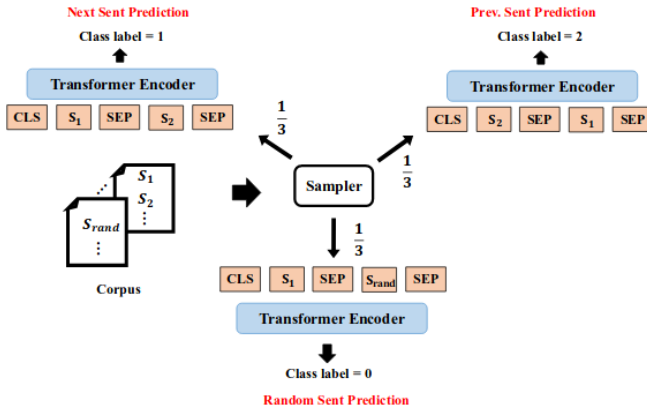 Next Sent Prediction
Class label = 1
Transformer Encoder
CLS S₁ SEP S₂ SEP
Prev. Sent Prediction
Class label = 2
Transformer Encoder
CLS S₂ SEP S₁ SEP
1/3
1/3
Sampler
1/3
S₁
S₂
⋮
⋰
S_rand
⋮
Corpus
CLS S₁ SEP S_rand SEP
Transformer Encoder
Class label = 0
Random Sent Prediction